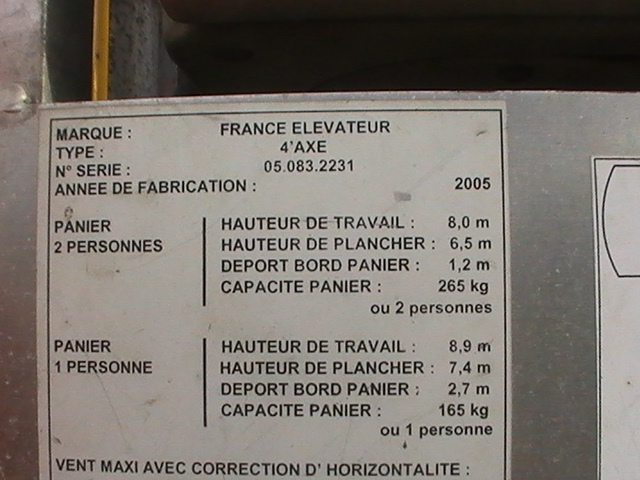 MARQUE : FRANCE ELEVATEUR
TYPE : 4'AXE
N° SERIE : 05.083.2231
ANNEE DE FABRICATION : 2005
PANIER
2 PERSONNES
HAUTEUR DE TRAVAIL : 8,0 m
HAUTEUR DE PLANCHER : 6,5 m
DEPORT BORD PANIER : 1,2 m
CAPACITE PANIER : 265 kg
ou 2 personnes
PANIER
1 PERSONNE
HAUTEUR DE TRAVAIL : 8,9 m
HAUTEUR DE PLANCHER : 7,4 m
DEPORT BORD PANIER : 2,7 m
CAPACITE PANIER : 165 kg
ou 1 personne
VENT MAXI AVEC CORRECTION D' HORIZONTALITE :